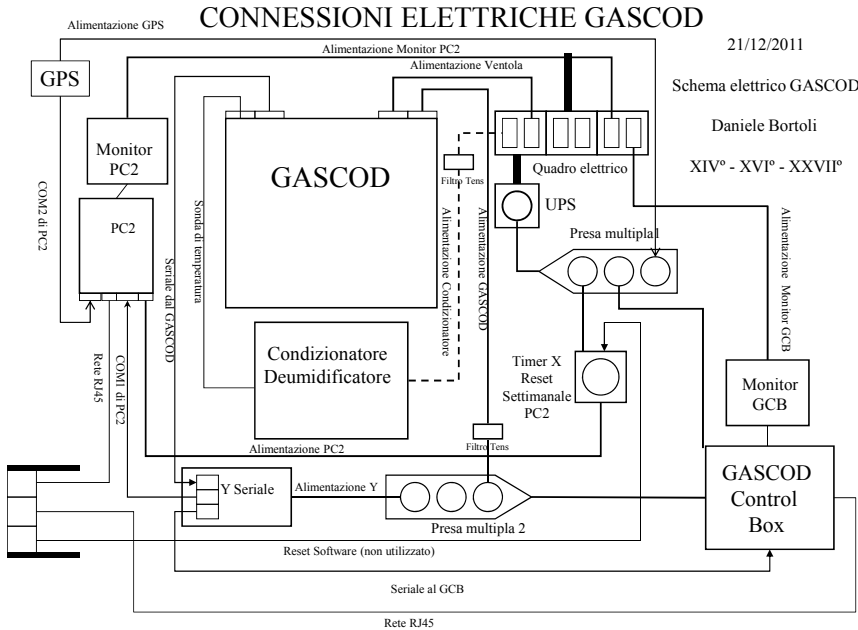 CONNESSIONI ELETTRICHE GASCOD
Alimentazione GPS
21/12/2011
Alimentazione Monitor PC2
Alimentazione Ventola
GPS
Schema elettrico GASCOD
Daniele Bortoli
XIVº - XVIº - XXVIIº
Monitor
PC2
GASCOD
Filtro Tens
Quadro elettrico
UPS
PC2
Presa multipla1
COM2 di PC2
Seriale dal GASCOD
Sonda di temperatura
Alimentazione Condizionatore
Alimentazione GASCOD
Alimentazione Monitor GCB
Condizionatore
Deumidificatore
Timer X
Reset
Settimanale
PC2
Monitor
GCB
Rete RJ45
COM1 di PC2
Alimentazione PC2
Filtro Tens
Y Seriale
Alimentazione Y
Presa multipla 2
GASCOD
Control
Box
Reset Software (non utilizzato)
Seriale al GCB
Rete RJ45